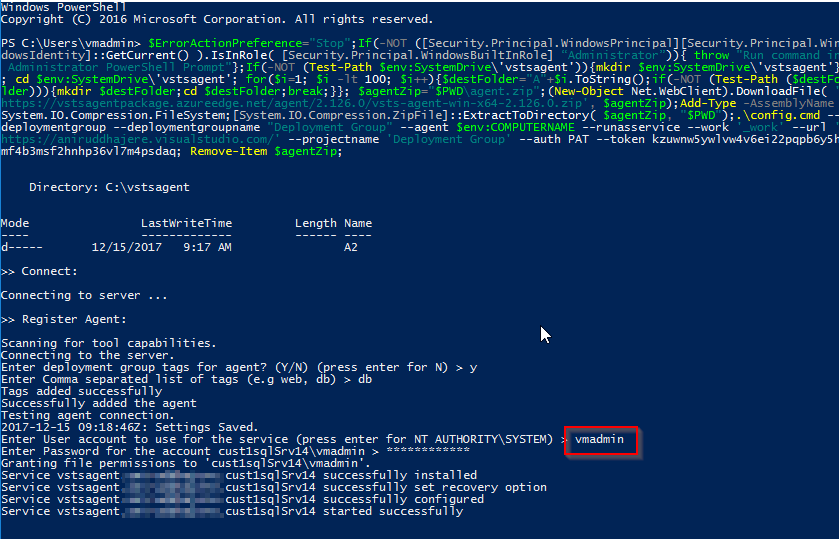 Windows PowerShell
Copyright (C) 2016 Microsoft Corporation. All rights reserved.
PS C:\Users\vmadmin> $ErrorActionPreference="Stop";If(-NOT ([Security.Principal.WindowsPrincipal][Security.Principal.Win
dowsIdentity]::GetCurrent() ).IsInRole( [Security.Principal.WindowsBuiltInRole] "Administrator")){ throw "Run command in
Administrator PowerShell Prompt"};If(-NOT (Test-Path $env:SystemDrive\'vstsagent')){mkdir $env:SystemDrive\'vstsagent'}
; cd $env:SystemDrive\'vstsagent'; for($i=1; $i -lt 100; $i++){$destFolder="A"+$i.ToString();if(-NOT (Test-Path ($destFo
lder))){mkdir $destFolder;cd $destFolder;break;}}; $agentZip="$PWD\agent.zip";(New-Object Net.WebClient).DownloadFile( '
https://vstsagentpackage.azureedge.net/agent/2.126.0/vsts-agent-win-x64-2.126.0.zip', $agentZip);Add-Type -AssemblyName
System.IO.Compression.FileSystem;[System.IO.Compression.ZipFile]::ExtractToDirectory( $agentZip, "$PWD");.\config.cmd --
deploymentgroup --deploymentgroupname "Deployment Group" --agent $env:COMPUTERNAME --runasservice --work '_work' --url '
https://aniruddhajere.visualstudio.com/' --projectname 'Deployment Group' --auth PAT --token kzuwnw5ywlvw4v6ei22pqpb6y5h
mf4b3msf2hnhp36vl7m4psdaq; Remove-Item $agentZip;
Directory: C:\vstsagent
Mode LastWriteTime Length Name
---- ------------- ------ ----
d----- 12/15/2017 9:17 AM A2
>> Connect:
Connecting to server ...
>> Register Agent:
Scanning for tool capabilities.
Connecting to the server.
Enter deployment group tags for agent? (Y/N) (press enter for N) > y
Enter Comma separated list of tags (e.g web, db) > db
Tags added successfully
Successfully added the agent
Testing agent connection.
2017-12-15 09:18:46Z: Settings Saved.
Enter User account to use for the service (press enter for NT AUTHORITY\SYSTEM) > vmadmin
Enter Password for the account cust1sqlSrv14\vmadmin > ************
Granting file permissions to 'cust1sqlSrv14\vmadmin'.
Service vstsagent. cust1sqlSrv14 successfully installed
Service vstsagent. cust1sqlSrv14 successfully set recovery option
Service vstsagent. cust1sqlSrv14 successfully configured
Service vstsagent. cust1sqlSrv14 started successfully